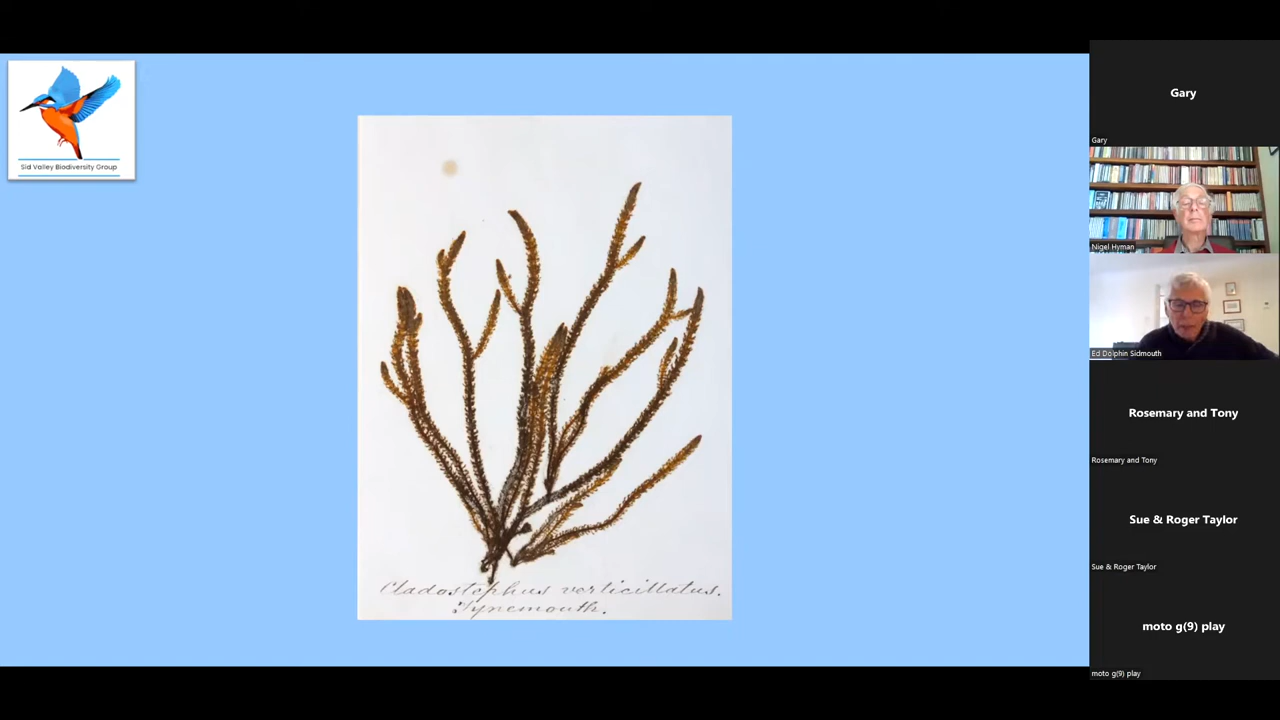 Sid Valley Biodiversity Group
Cladostephus verticillatus.
Tynemouth.
Gary
Gary
Nigel Hyman
Ed Dolphin Sidmouth
Rosemary and Tony
Rosemary and Tony
Sue & Roger Taylor
Sue & Roger Taylor
moto g(9) play
moto g(9) play